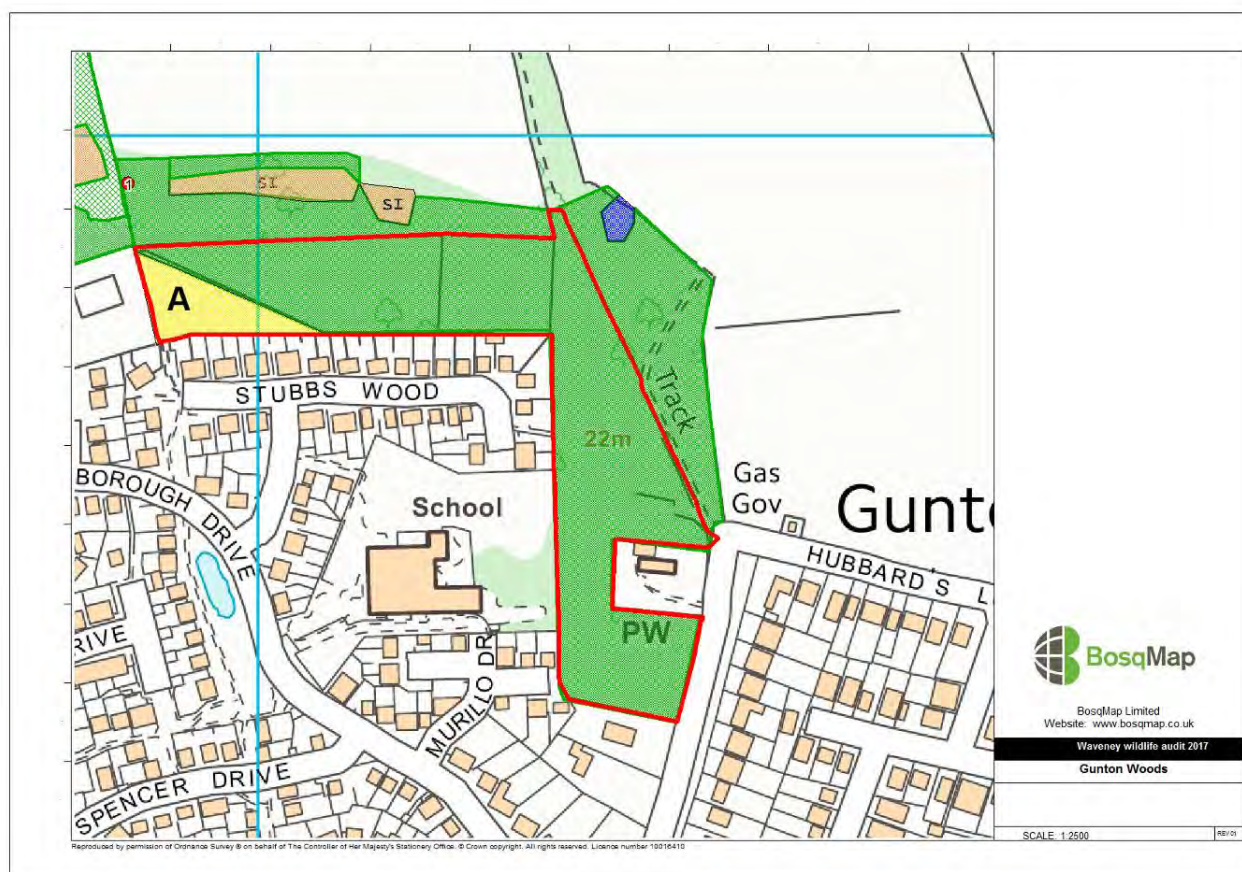 1
SI
SI
A
STUBBS WOOD
Track
22m
BOROUGH DRIVE
School
Gas
Gov
Gunt
HUBBARD'S L
RIVE
PW
MURILLO DR
SPENCER DRIVE
BosqMap
BosqMap Limited
Website: www.bosqmap.co.uk
Waveney wildlife audit 2017
Gunton Woods
SCALE 1:2500
REV 01
Reproduced by permission of Ordnance Survey ® on behalf of The Controller of Her Majesty's Stationery Office. © Crown copyright. All rights reserved. Licence number 10016410